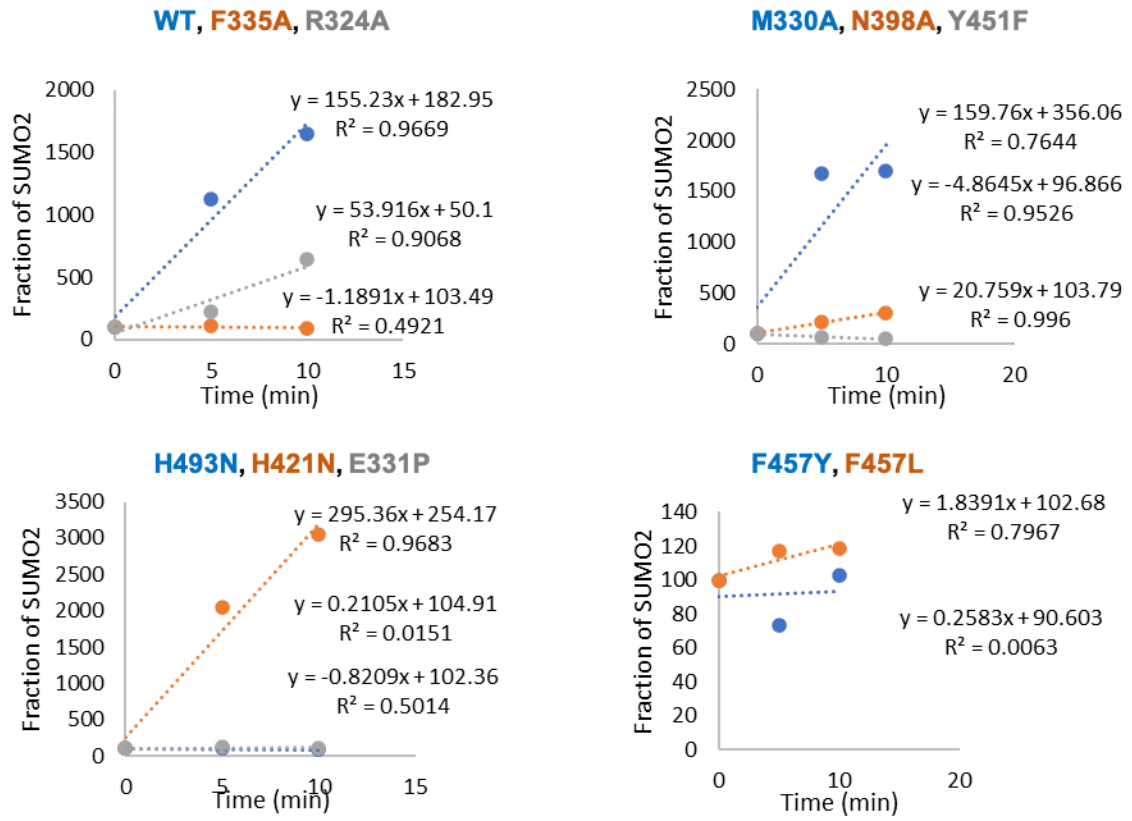 WT, F335A, R324A
Fraction of SUMO2
2000
1500
1000
500
0
0 5 10 15
Time (min)
y = 155.23x + 182.95
R² = 0.9669
y = 53.916x + 50.1
R² = 0.9068
y = -1.1891x + 103.49
R² = 0.4921
M330A, N398A, Y451F
Fraction of SUMO2
2500
2000
1500
1000
500
0
0 10 20
Time (min)
y = 159.76x + 356.06
R² = 0.7644
y = -4.8645x + 96.866
R² = 0.9526
y = 20.759x + 103.79
R² = 0.996
H493N, H421N, E331P
Fraction of SUMO2
3500
3000
2500
2000
1500
1000
500
0
0 5 10 15
Time (min)
y = 295.36x + 254.17
R² = 0.9683
y = 0.2105x + 104.91
R² = 0.0151
y = -0.8209x + 102.36
R² = 0.5014
F457Y, F457L
Fraction of SUMO2
140
120
100
80
60
40
20
0
0 10 20
Time (min)
y = 1.8391x + 102.68
R² = 0.7967
y = 0.2583x + 90.603
R² = 0.0063